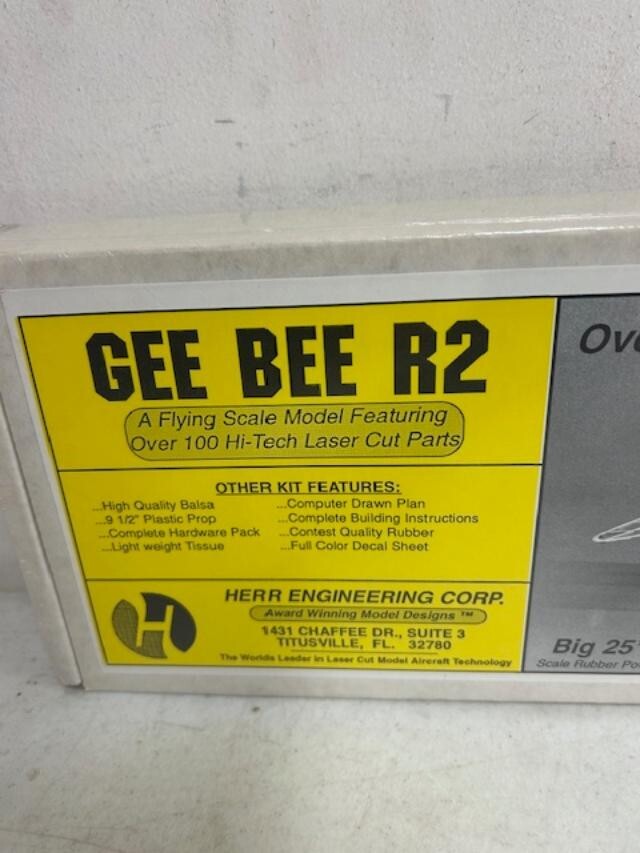 GEE BEE R2
A Flying Scale Model Featuring
Over 100 Hi-Tech Laser Cut Parts
OTHER KIT FEATURES:
...High Quality Balsa
...9 1/2" Plastic Prop
...Complete Hardware Pack
...Light weight Tissue
...Computer Drawn Plan
...Complete Building Instructions
...Contest Quality Rubber
...Full Color Decal Sheet
H
HERR ENGINEERING CORP.
Award Winning Model Designs ™
1431 CHAFFEE DR., SUITE 3
TITUSVILLE, FL. 32780
The Worlds Leader in Laser Cut Model Aircraft Technology
Big 25"
Scale Rubber